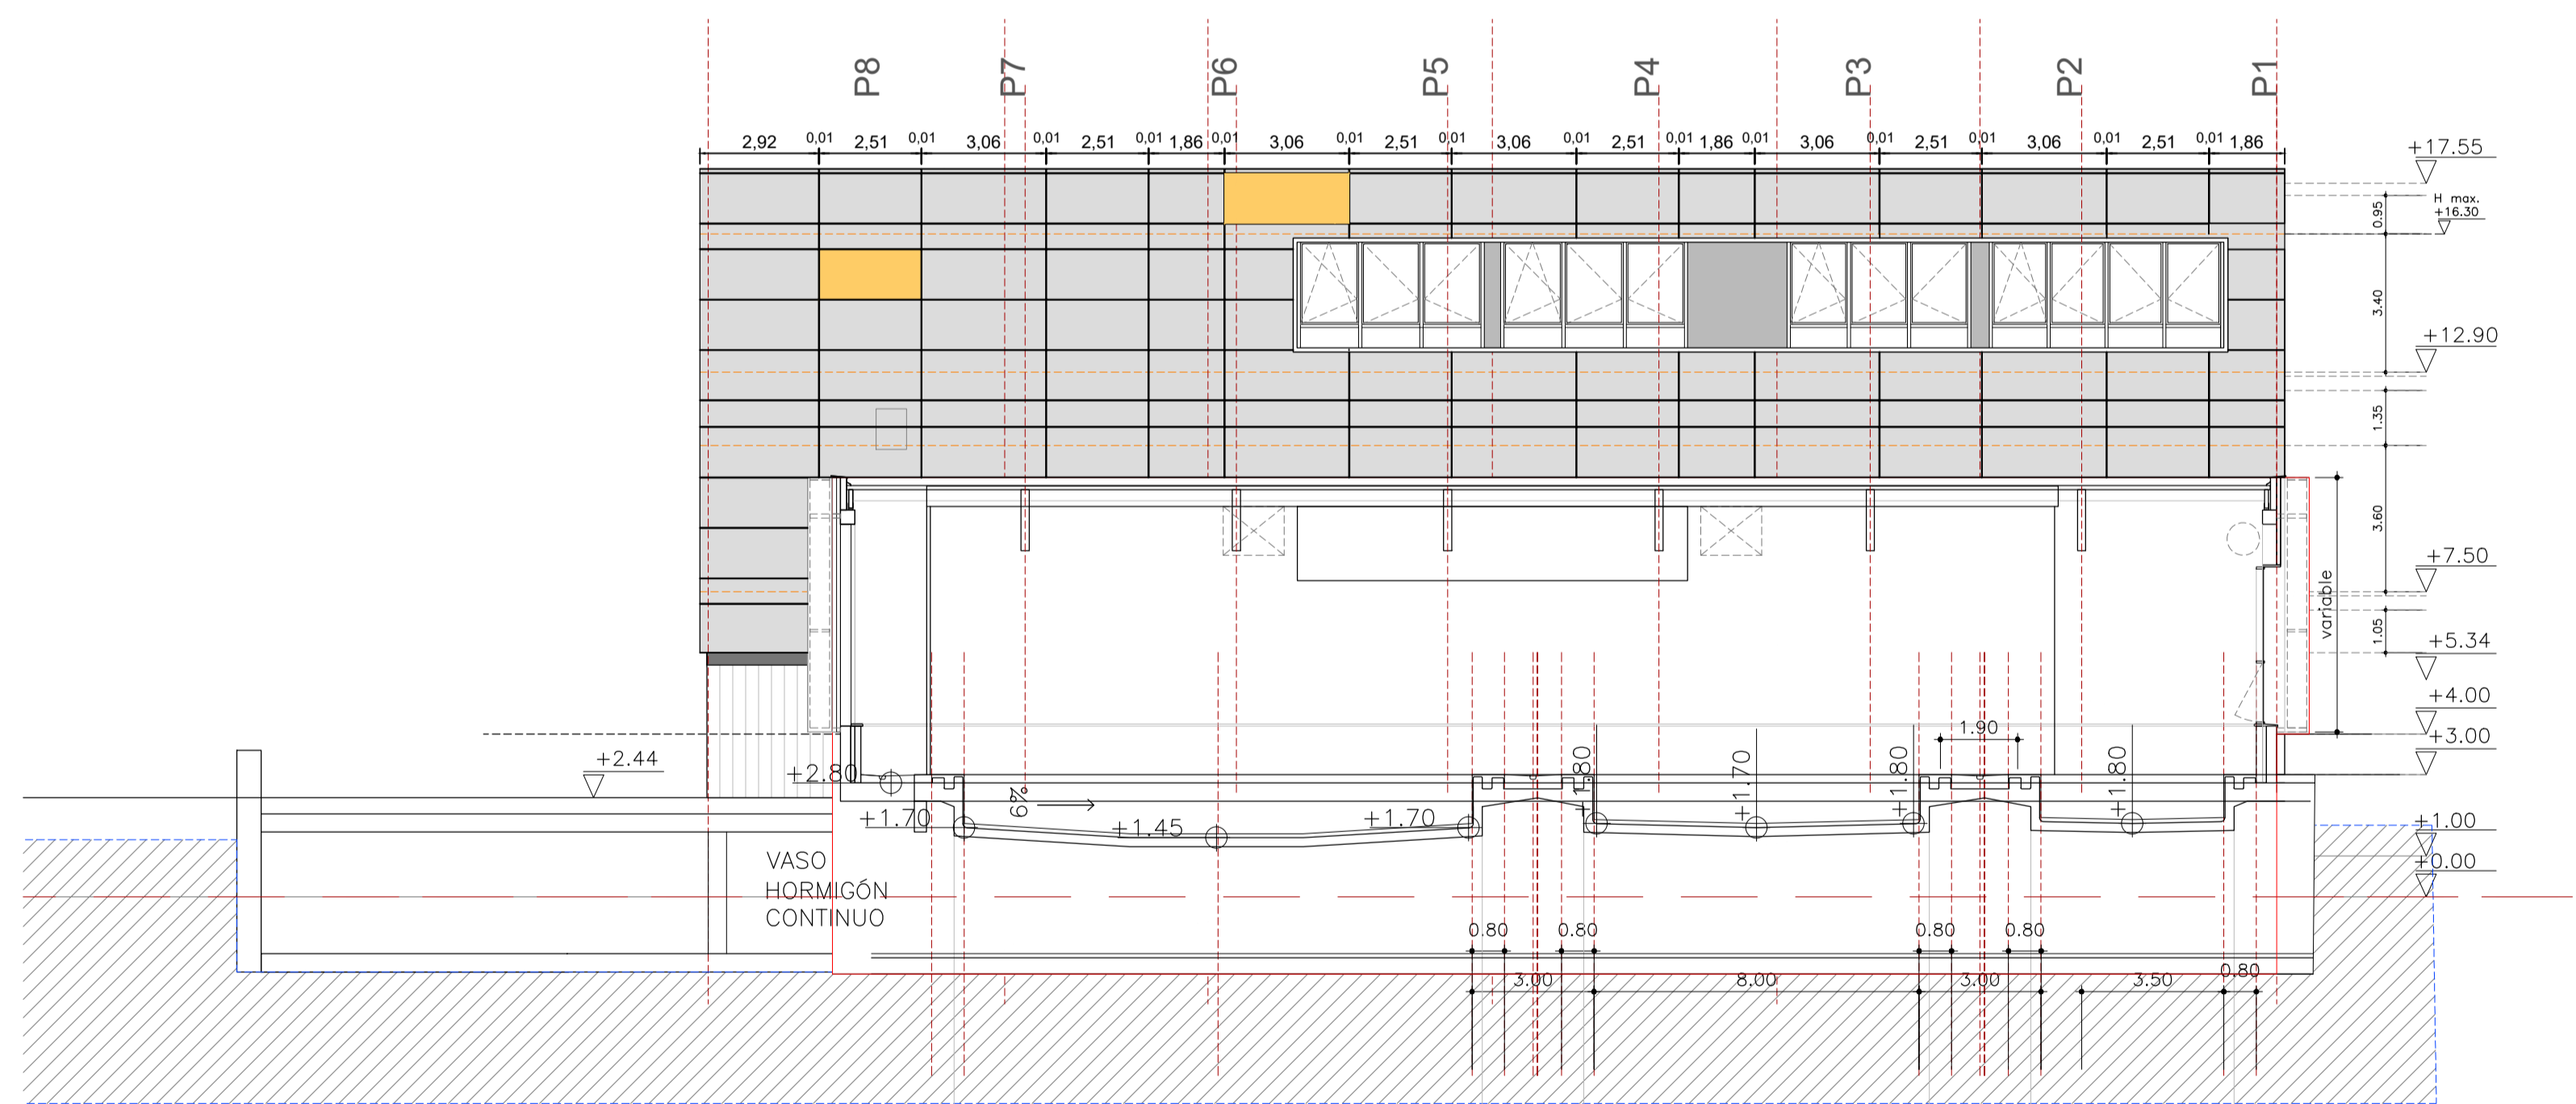 P8 P7 P6 P5 P4 P3 P2 P1
2,92 0,01 2,51 0,01 3,06 0,01 2,51 0,01 1,86 0,01 3,06 0,01 2,51 0,01 3,06 0,01 2,51 0,01 1,86 0,01 3,06 0,01 2,51 0,01 3,06 0,01 2,51 0,01 1,86
+17.55
H max.
+16.30
0.95
3.40
+12.90
1.35
3.60
+7.50
variable
1.05
+5.34
+4.00
+3.00
1.90
+2.44
+2.80
+1.80
+1.70
+1.80
+1.80
6%
+1.70
+1.45
+1.70
+1.00
+0.00
VASO
HORMIGÓN
CONTINUO
0.80 0.80 0.80 0.80
3.00 8.00 3.00 3.50 0.80